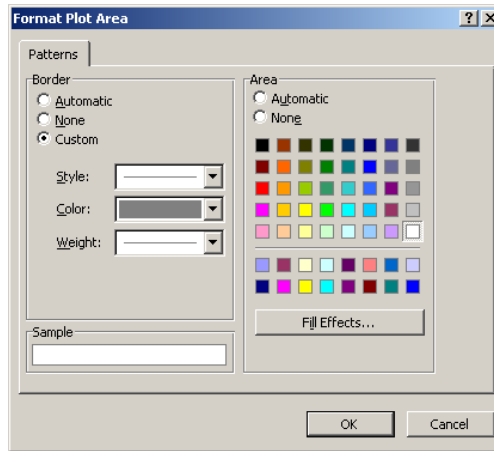 Format Plot Area
Patterns
Border
Automatic
None
Custom
Style:
Color:
Weight:
Sample
Area
Automatic
None
Fill Effects...
OK
Cancel